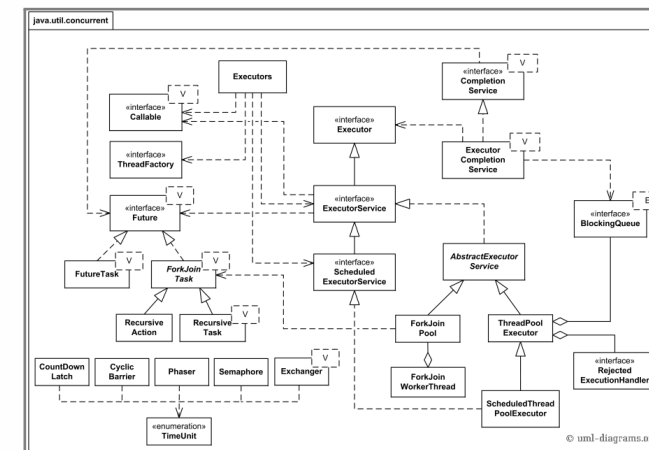 java.util.concurrent
V
«interface»
Completion
Service
Executors
V
«interface»
Callable
«interface»
Executor
V
Executor
Completion
Service
«interface»
ThreadFactory
V
«interface»
Future
«interface»
ExecutorService
E
«interface»
BlockingQueue
AbstractExecutor
Service
V
FutureTask
V
ForkJoin
Task
«interface»
Scheduled
ExecutorService
Recursive
Action
V
Recursive
Task
ForkJoin
Pool
ThreadPool
Executor
CountDown
Latch
Cyclic
Barrier
Phaser
Semaphore
V
Exchanger
ForkJoin
WorkerThread
«interface»
Rejected
ExecutionHandler
ScheduledThread
PoolExecutor
«enumeration»
TimeUnit
© uml-diagrams.o